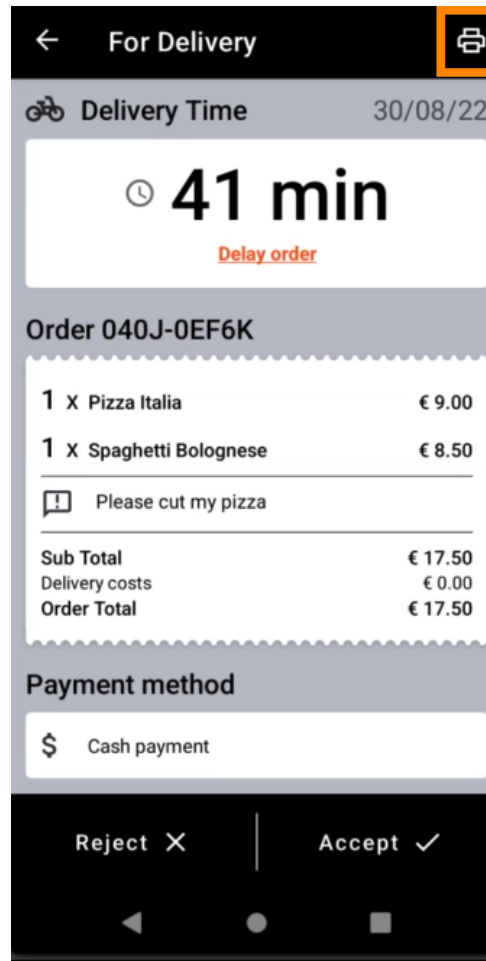 For Delivery
Delivery Time 30/08/22
41 min
Delay order
Order 040J-0EF6K
1 x Pizza Italia € 9.00
1 x Spaghetti Bolognese € 8.50
Please cut my pizza
Sub Total € 17.50
Delivery costs € 0.00
Order Total € 17.50
Payment method
$ Cash payment
Reject Accept